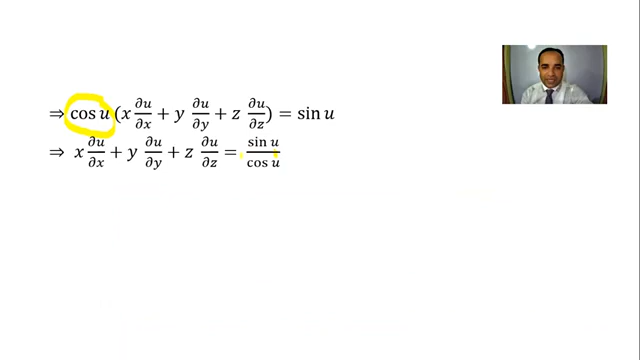 ⇒ cos u (x ∂u/∂x + y ∂u/∂y + z ∂u/∂z) = sin u
⇒ x ∂u/∂x + y ∂u/∂y + z ∂u/∂z = sin u/cos u